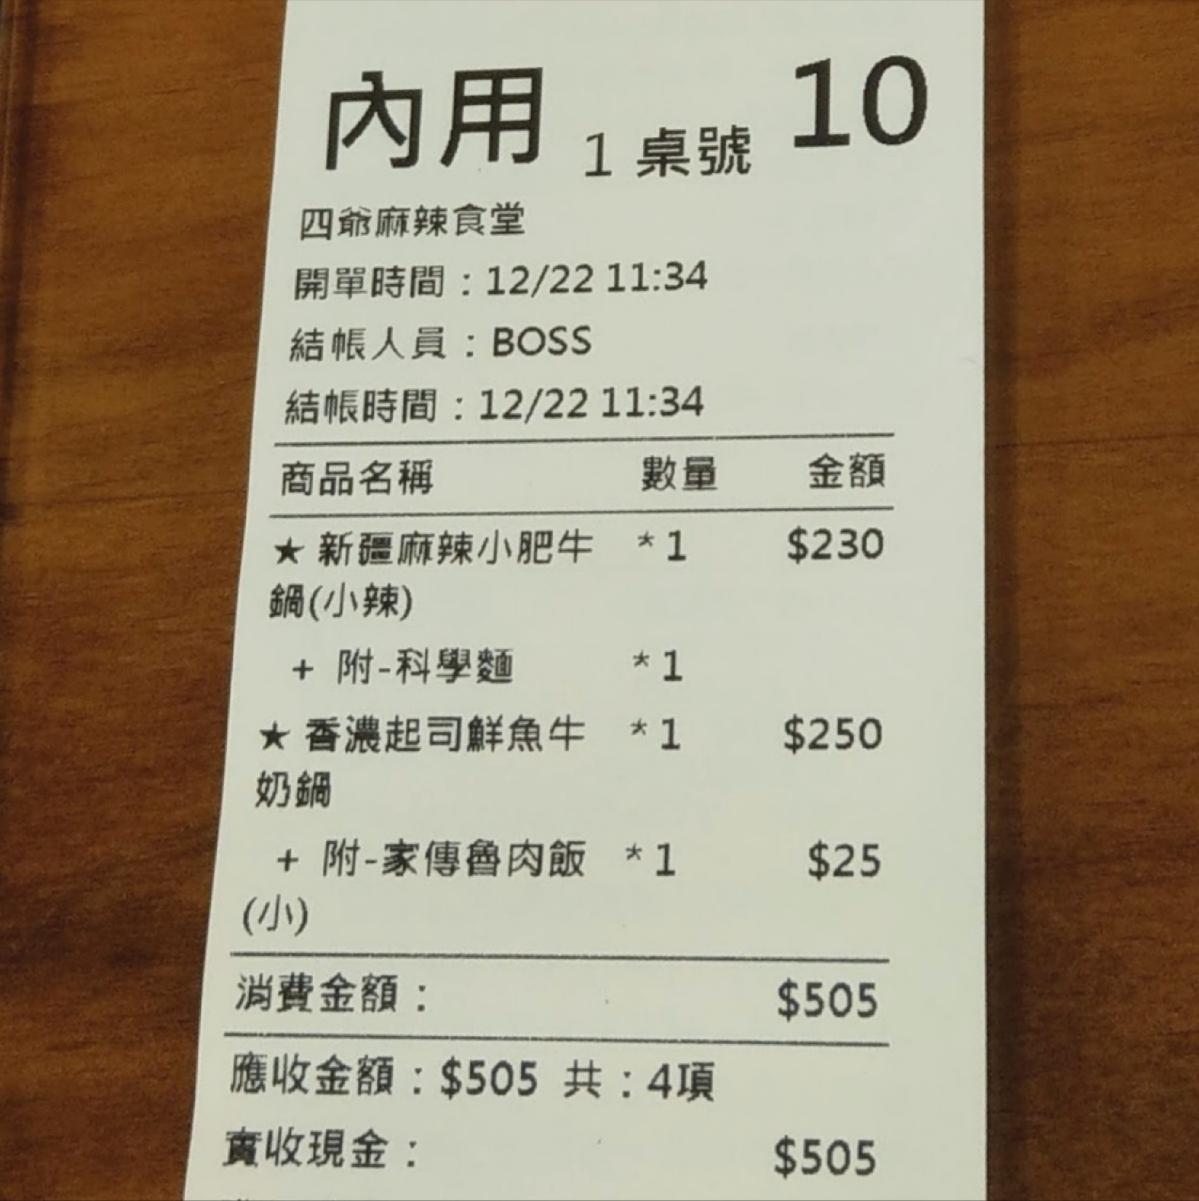 內用 1 桌號 10
四爺麻辣食堂
開單時間：12/22 11:34
結帳人員：BOSS
結帳時間：12/22 11:34
商品名稱 數量 金額
★ 新疆麻辣小肥牛 *1 $230
鍋(小辣)
+ 附-科學麵 *1
★ 香濃起司鮮魚牛 *1 $250
奶鍋
+ 附-家傳魯肉飯 *1 $25
(小)
消費金額： $505
應收金額：$505 共：4項
實收現金： $505